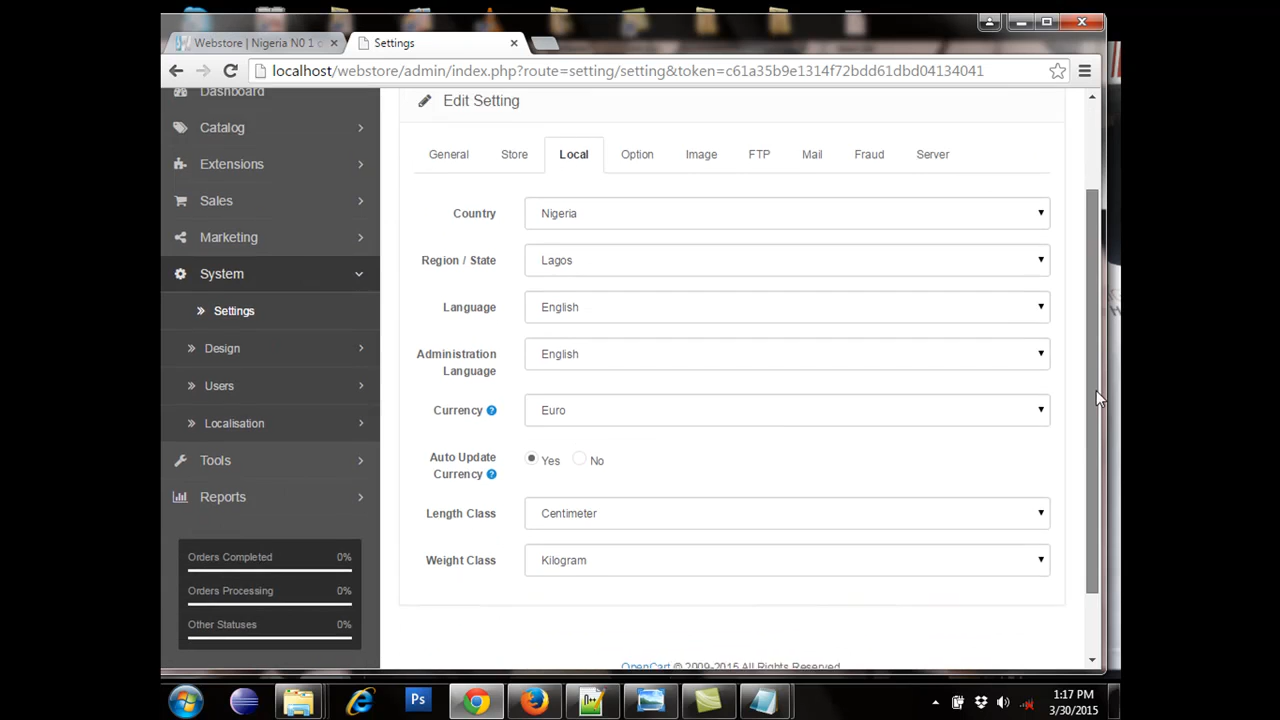 Webstore | Nigeria N0 1 o
Settings
localhost/webstore/admin/index.php?route=setting/setting&token=c61a35b9e1314f72bdd61dbd04134041
Dashboard
Catalog
Extensions
Sales
Marketing
System
Settings
Design
Users
Localisation
Tools
Reports
Orders Completed 0%
Orders Processing 0%
Other Statuses 0%
Edit Setting
General Store Local Option Image FTP Mail Fraud Server
Country Nigeria
Region / State Lagos
Language English
Administration
Language
English
Currency ? Euro
Auto Update
Currency ?
Yes No
Length Class Centimeter
Weight Class Kilogram
OpenCart © 2009-2015 All Rights Reserved
Ps
1:17 PM
3/30/2015